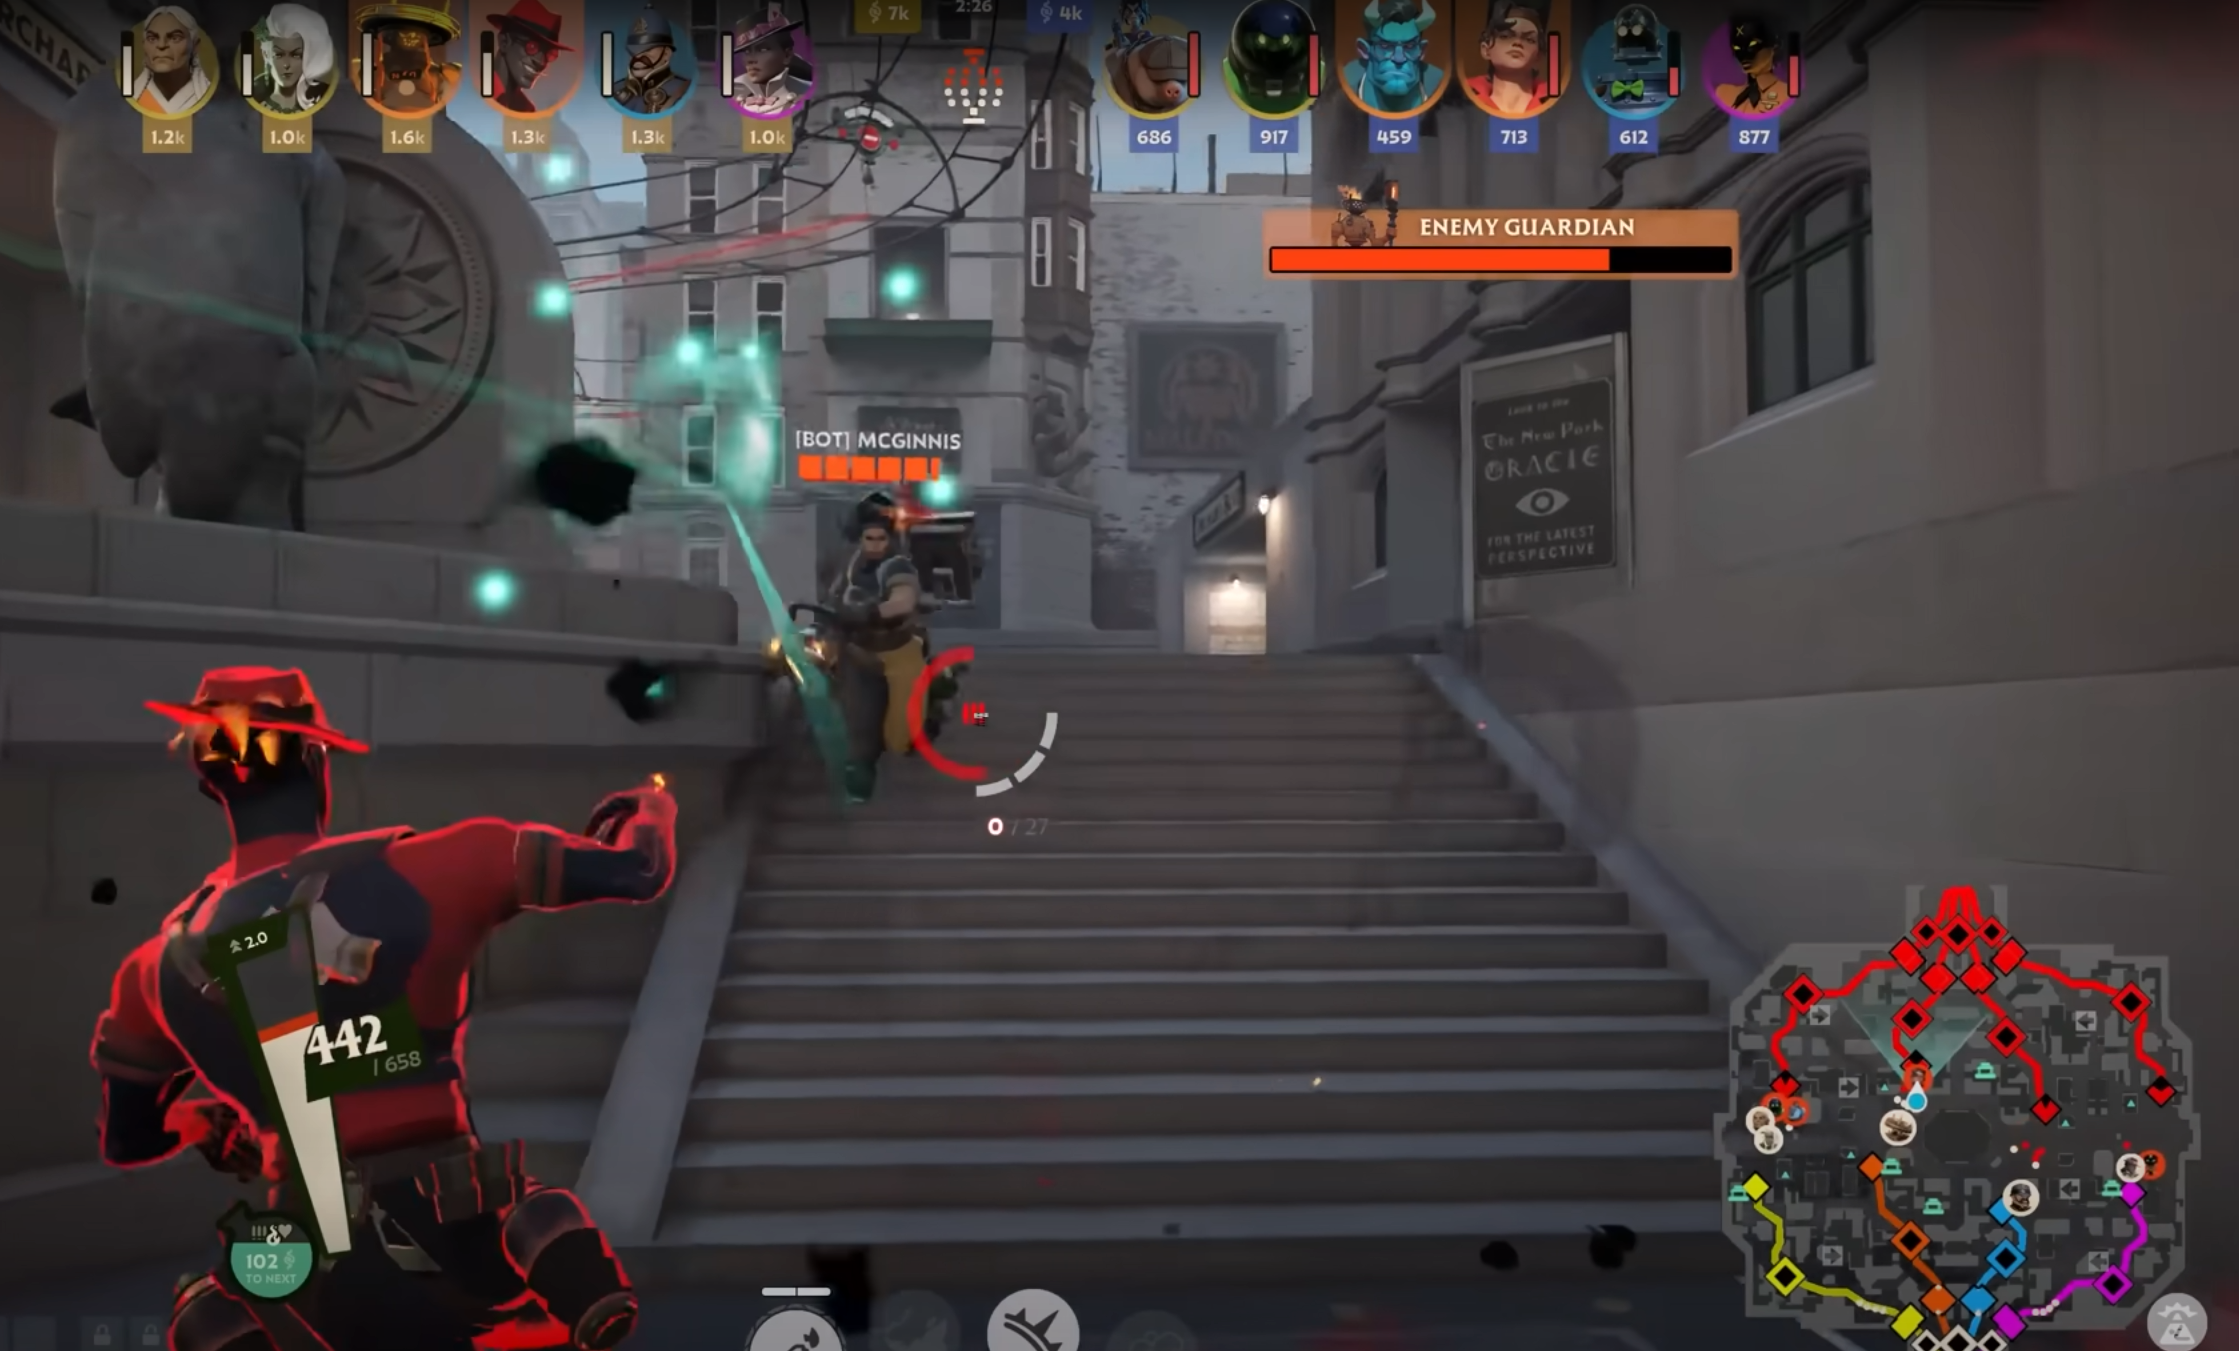 7k
2:26
4k
1.2k
1.0k
1.6k
1.3k
1.3k
1.0k
686
917
459
713
612
877
ENEMY GUARDIAN
[BOT] MCGINNIS
The New Park
ORACLE
FOR THE LATEST
PERSPECTIVE
0 / 27
2.0
442
/ 658
102
TO NEXT